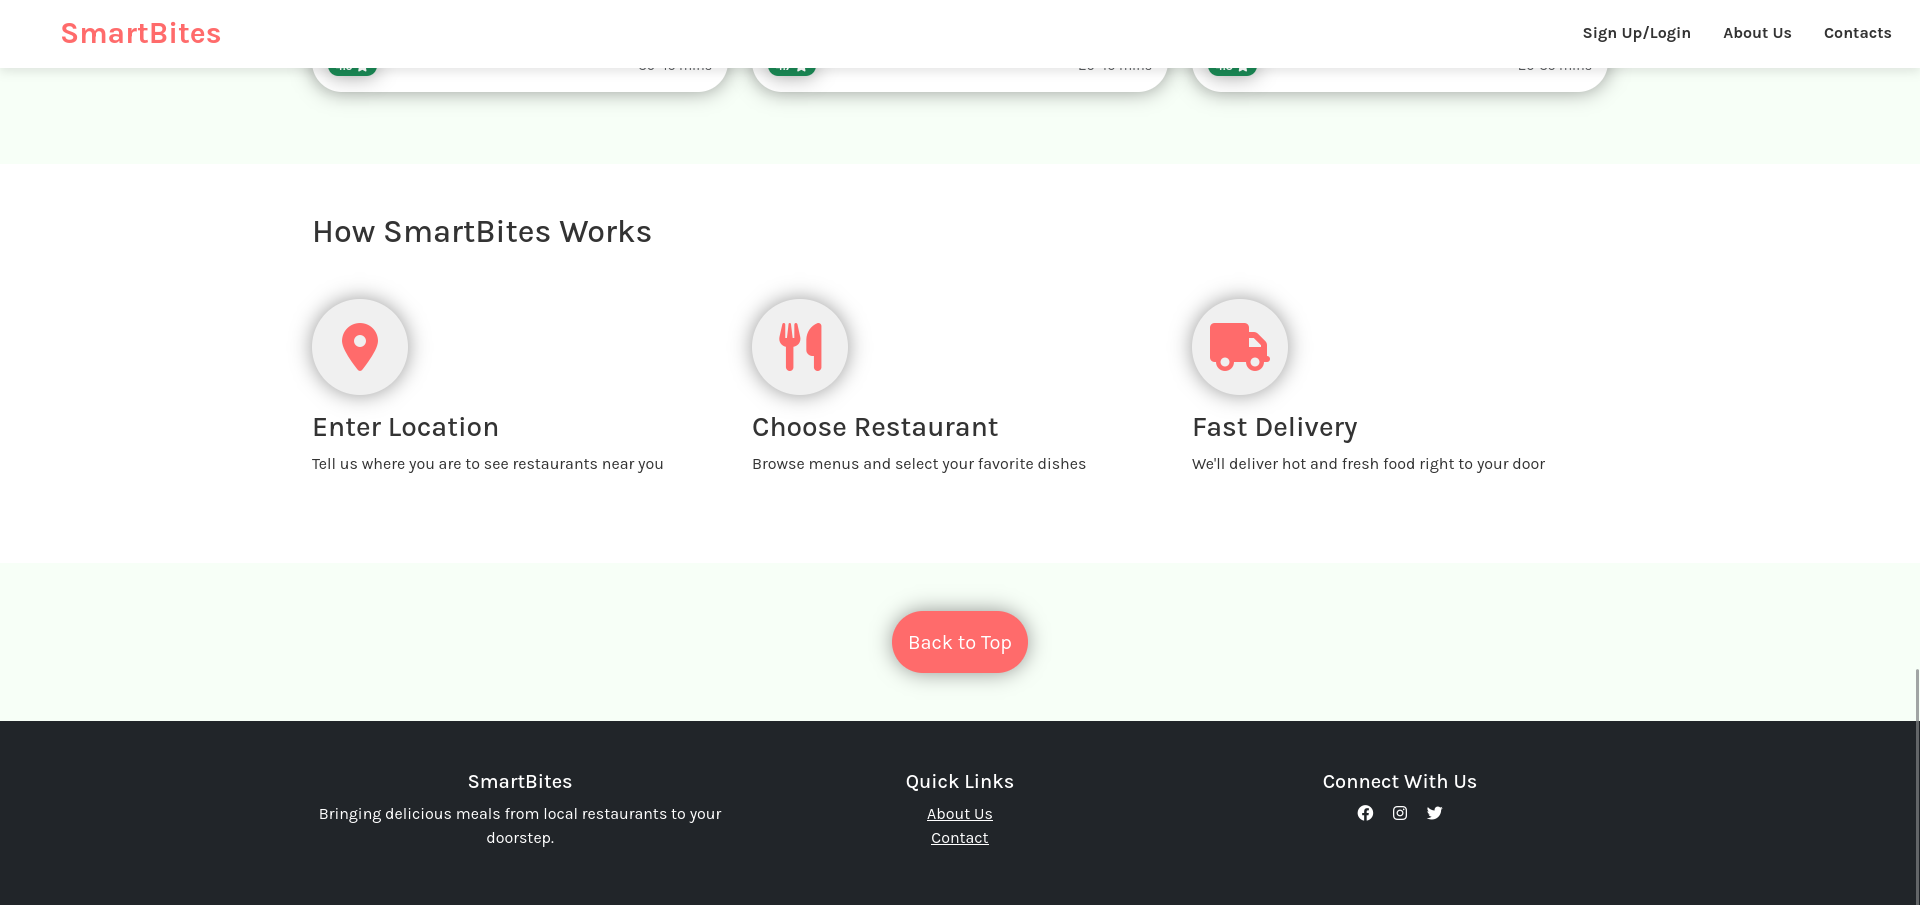 SmartBites
Sign Up/Login
About Us
Contacts
How SmartBites Works
Enter Location
Tell us where you are to see restaurants near you
Choose Restaurant
Browse menus and select your favorite dishes
Fast Delivery
We'll deliver hot and fresh food right to your door
Back to Top
SmartBites
Bringing delicious meals from local restaurants to your
doorstep.
Quick Links
About Us
Contact
Connect With Us